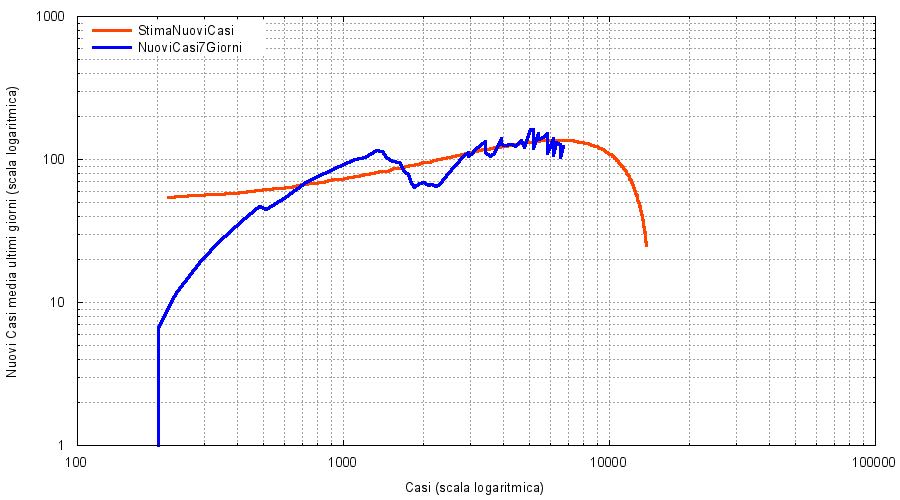 1000
StimaNuoviCasi
NuoviCasi7Giorni
100
10
1
Nuovi Casi media ultimi giorni (scala logaritmica)
100
1000
10000
100000
Casi (scala logaritmica)